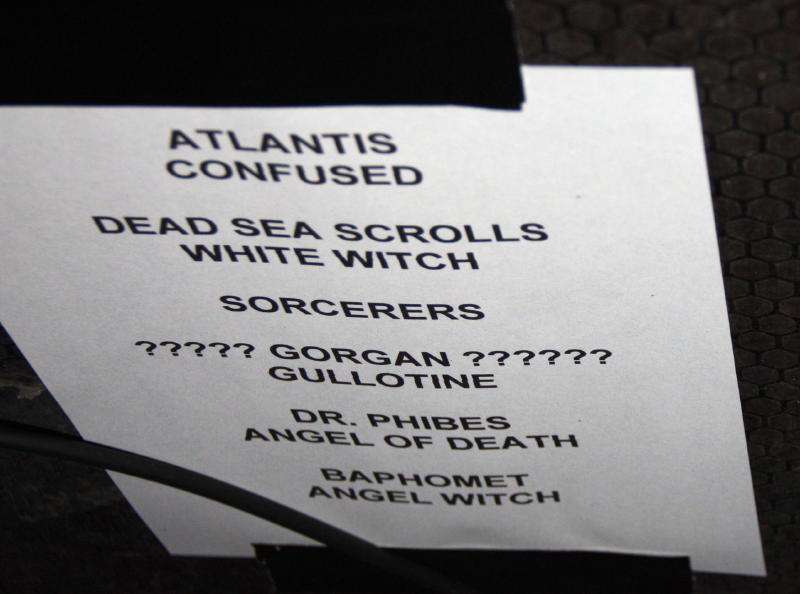 ATLANTIS
CONFUSED
DEAD SEA SCROLLS
WHITE WITCH
SORCERERS
????? GORGAN ??????
GULLOTINE
DR. PHIBES
ANGEL OF DEATH
BAPHOMET
ANGEL WITCH